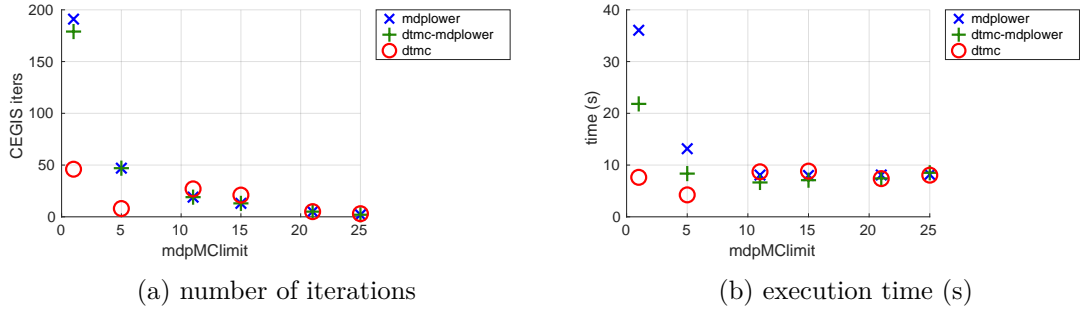 200
150
100
50
0
CEGIS iters
0 5 10 15 20 25
mdpMClimit
mdplower
dtmc-mdplower
dtmc
(a) number of iterations
40
30
20
10
0
time (s)
0 5 10 15 20 25
mdpMClimit
mdplower
dtmc-mdplower
dtmc
(b) execution time (s)